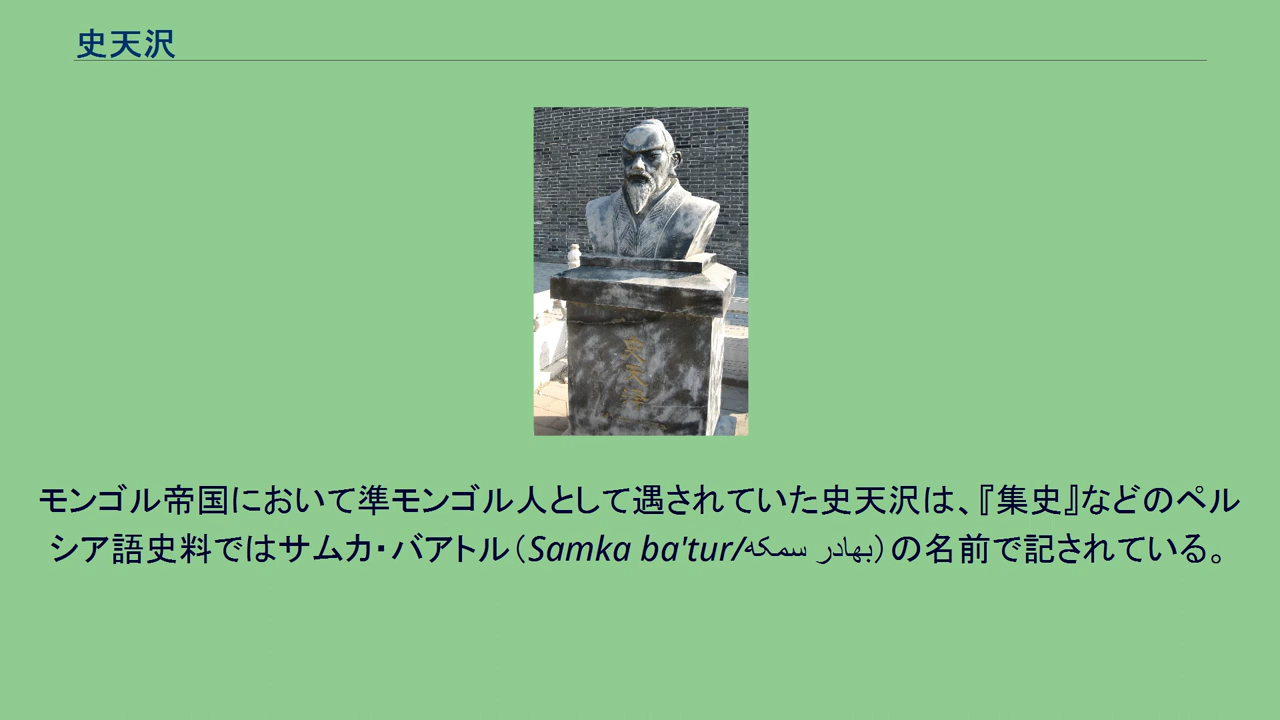 史天沢
モンゴル帝国において準モンゴル人として遇されていた史天沢は、『集史』などのペル
シア語史料ではサムカ・バアトル（Samka ba'tur/سمكه بهادر）の名前で記されている。